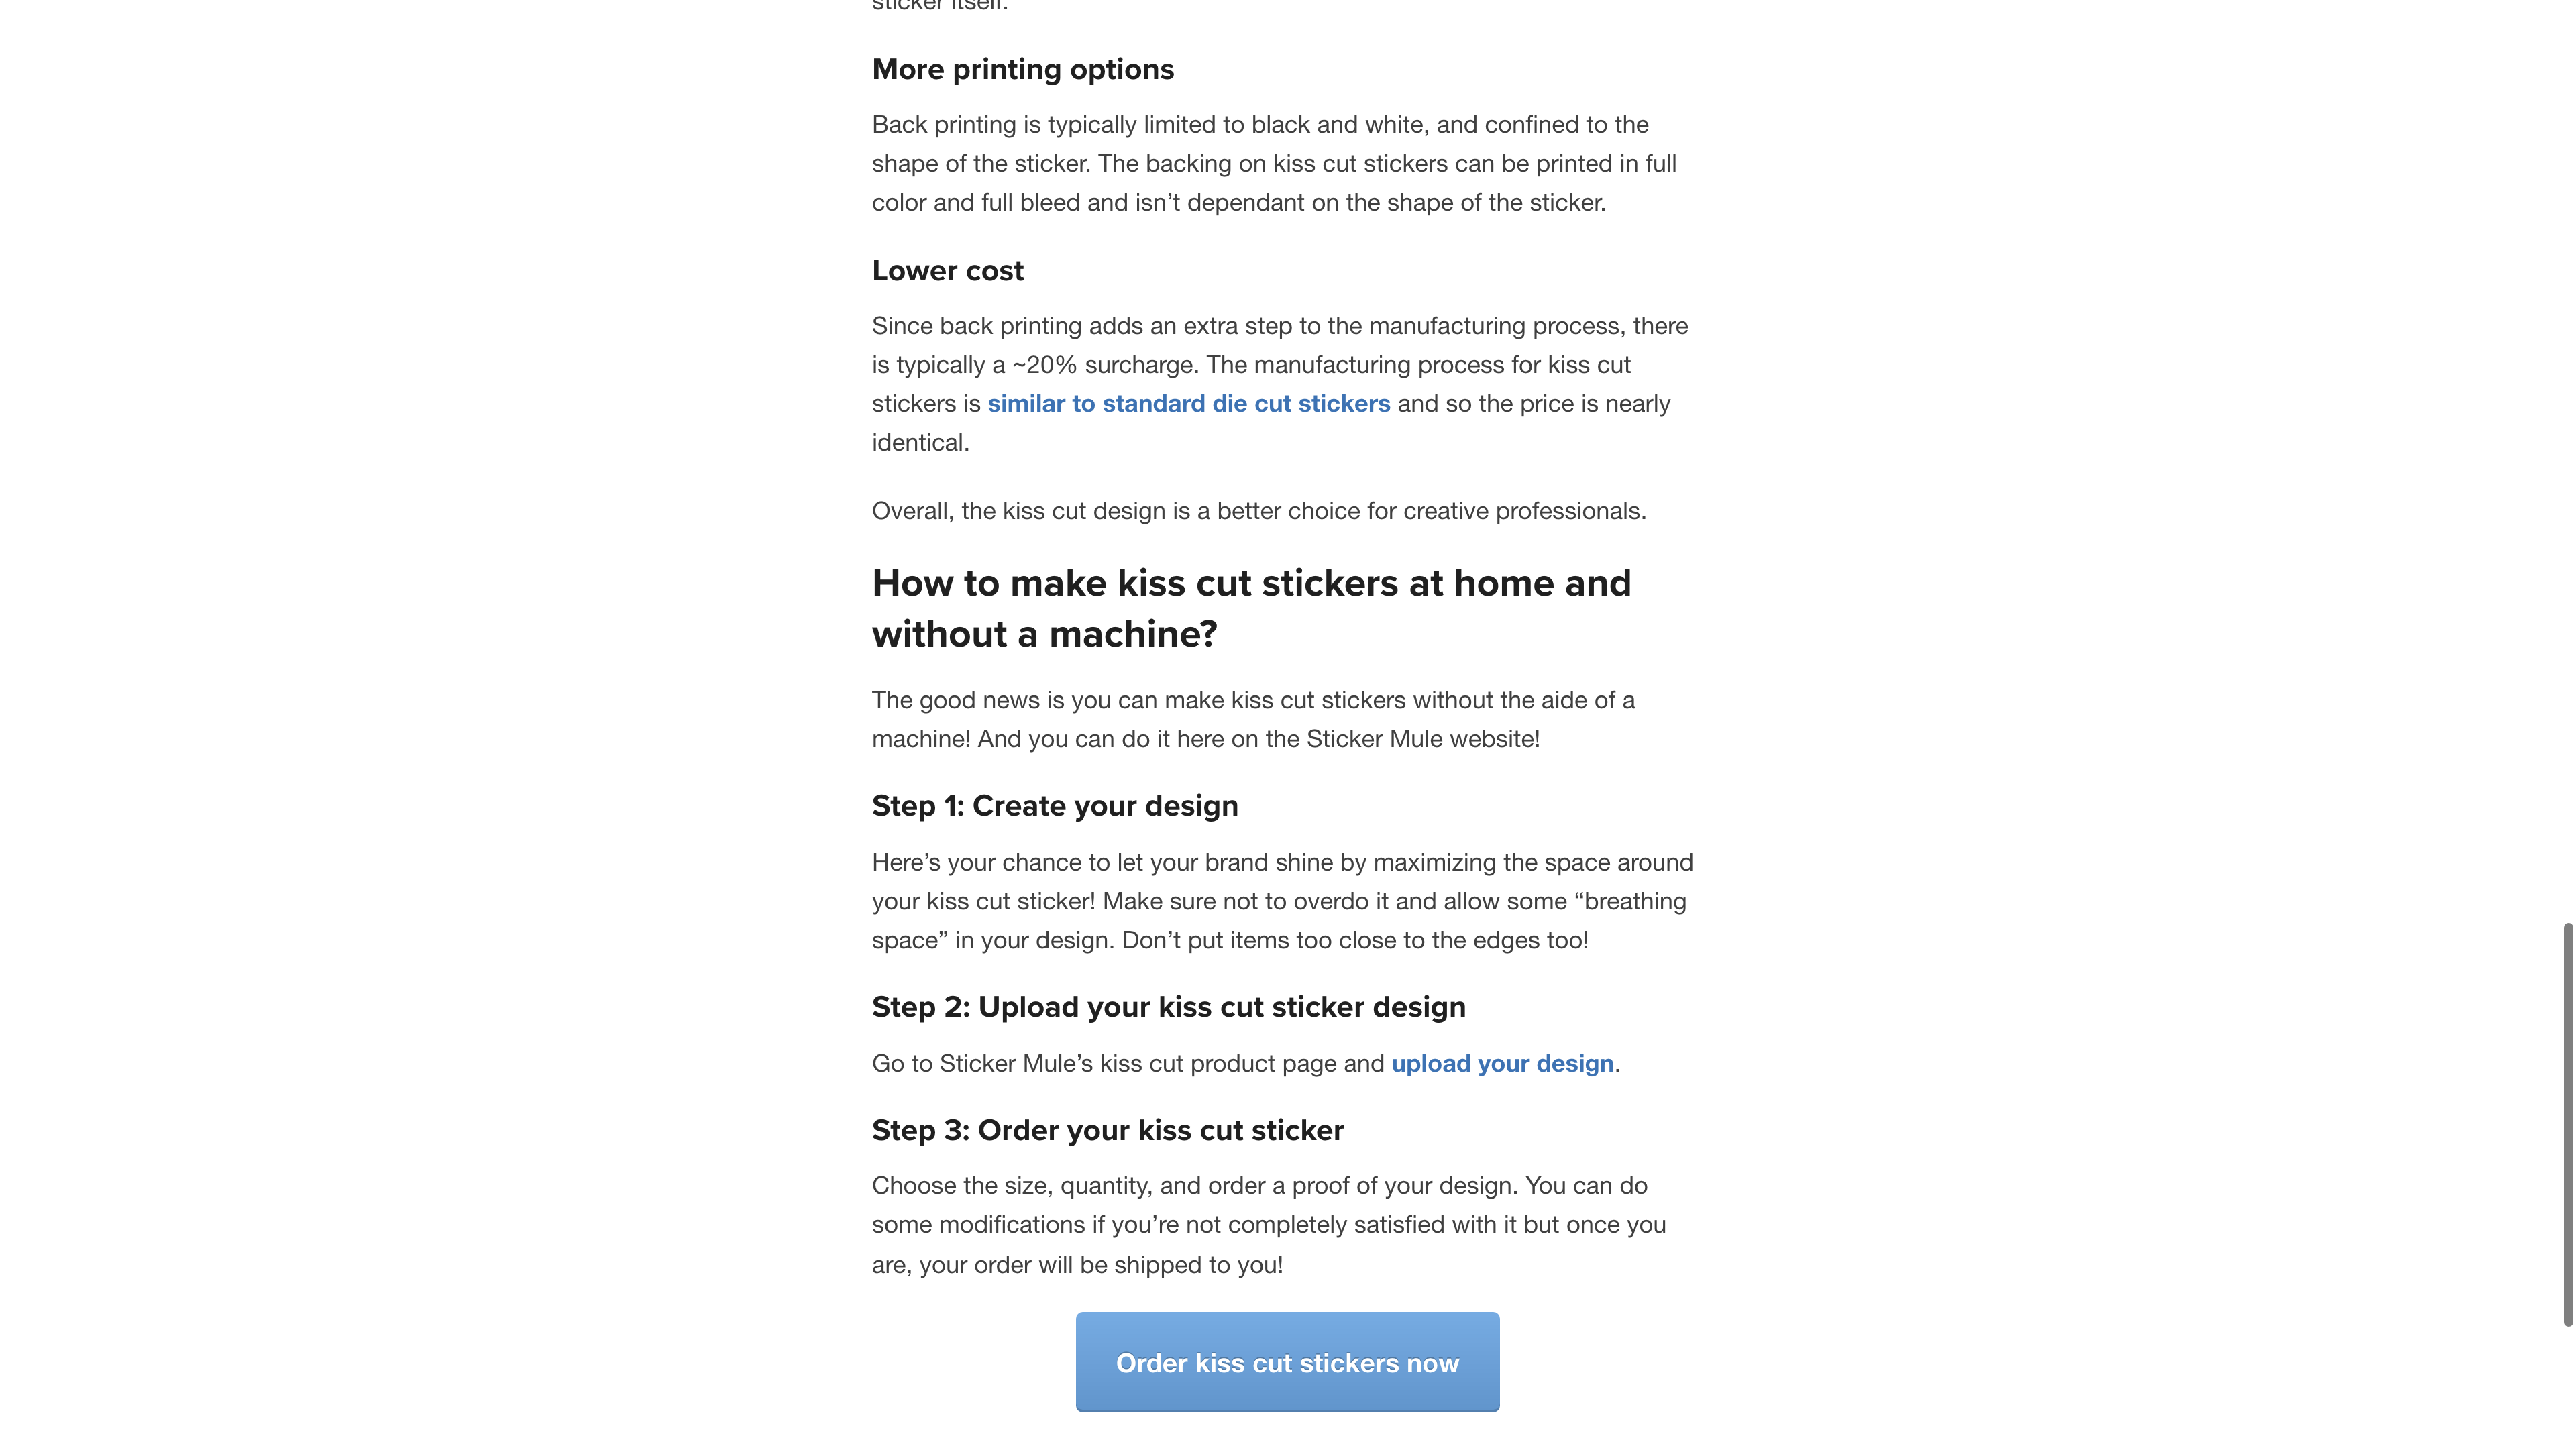 sticker itself.
More printing options
Back printing is typically limited to black and white, and confined to the
shape of the sticker. The backing on kiss cut stickers can be printed in full
color and full bleed and isn’t dependant on the shape of the sticker.
Lower cost
Since back printing adds an extra step to the manufacturing process, there
is typically a ~20% surcharge. The manufacturing process for kiss cut
stickers is similar to standard die cut stickers and so the price is nearly
identical.
Overall, the kiss cut design is a better choice for creative professionals.
How to make kiss cut stickers at home and
without a machine?
The good news is you can make kiss cut stickers without the aide of a
machine! And you can do it here on the Sticker Mule website!
Step 1: Create your design
Here’s your chance to let your brand shine by maximizing the space around
your kiss cut sticker! Make sure not to overdo it and allow some “breathing
space” in your design. Don’t put items too close to the edges too!
Step 2: Upload your kiss cut sticker design
Go to Sticker Mule’s kiss cut product page and upload your design.
Step 3: Order your kiss cut sticker
Choose the size, quantity, and order a proof of your design. You can do
some modifications if you’re not completely satisfied with it but once you
are, your order will be shipped to you!
Order kiss cut stickers now